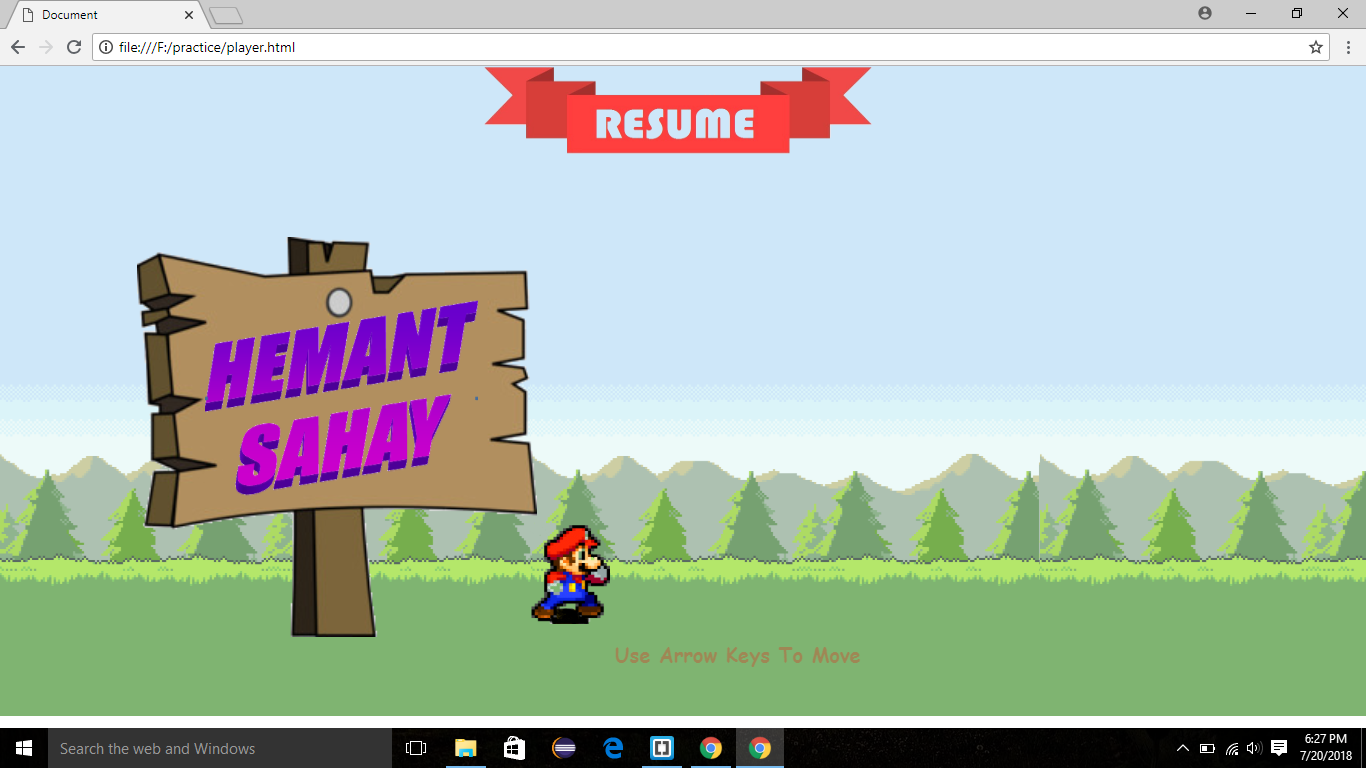 Document
file:///F:/practice/player.html
RESUME
HEMANT
SAHAY
Use Arrow Keys To Move
Search the web and Windows
6:27 PM
7/20/2018